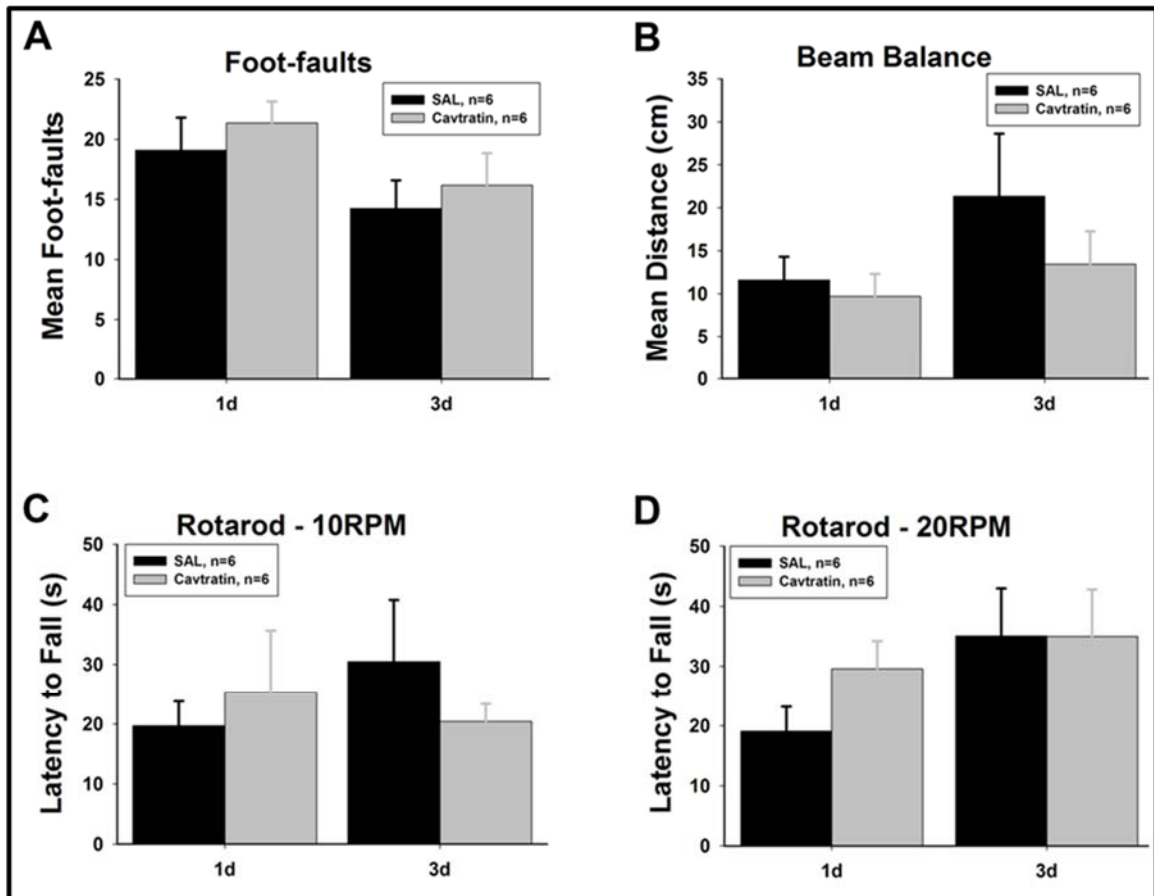 A
Foot-faults
SAL, n=6
Cavtratin, n=6
Mean Foot-faults
25
20
15
10
5
0
1d
3d
B
Beam Balance
SAL, n=6
Cavtratin, n=6
Mean Distance (cm)
35
30
25
20
15
10
5
0
1d
3d
C
Rotarod - 10RPM
SAL, n=6
Cavtratin, n=6
Latency to Fall (s)
50
40
30
20
10
0
1d
3d
D
Rotarod - 20RPM
SAL, n=6
Cavtratin, n=6
Latency to Fall (s)
50
40
30
20
10
0
1d
3d